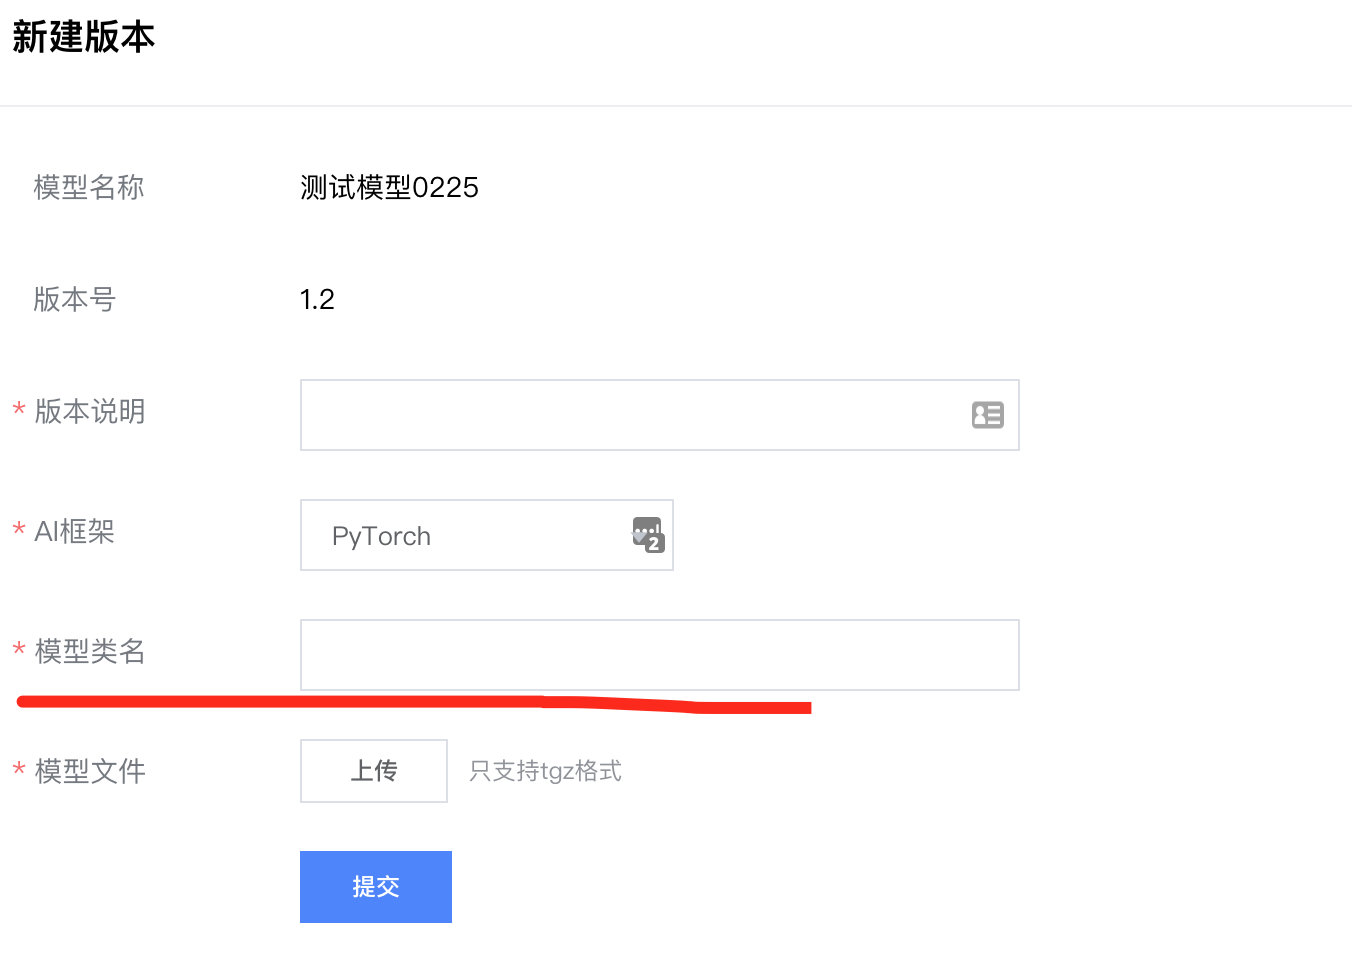 新建版本
模型名称 测试模型0225
版本号 1.2
* 版本说明
* AI框架 PyTorch 2
* 模型类名
* 模型文件 上传 只支持tgz格式
提交